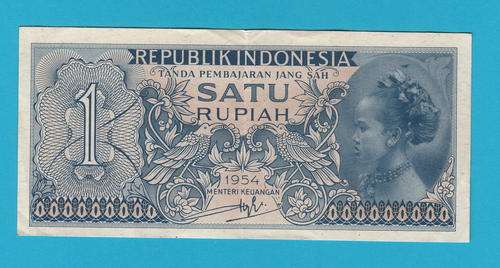 REPUBLIK INDONESIA
TANDA PEMBAJARAN JANG SAH
SATU
RUPIAH
1
1954
MENTERI KEUANGAN